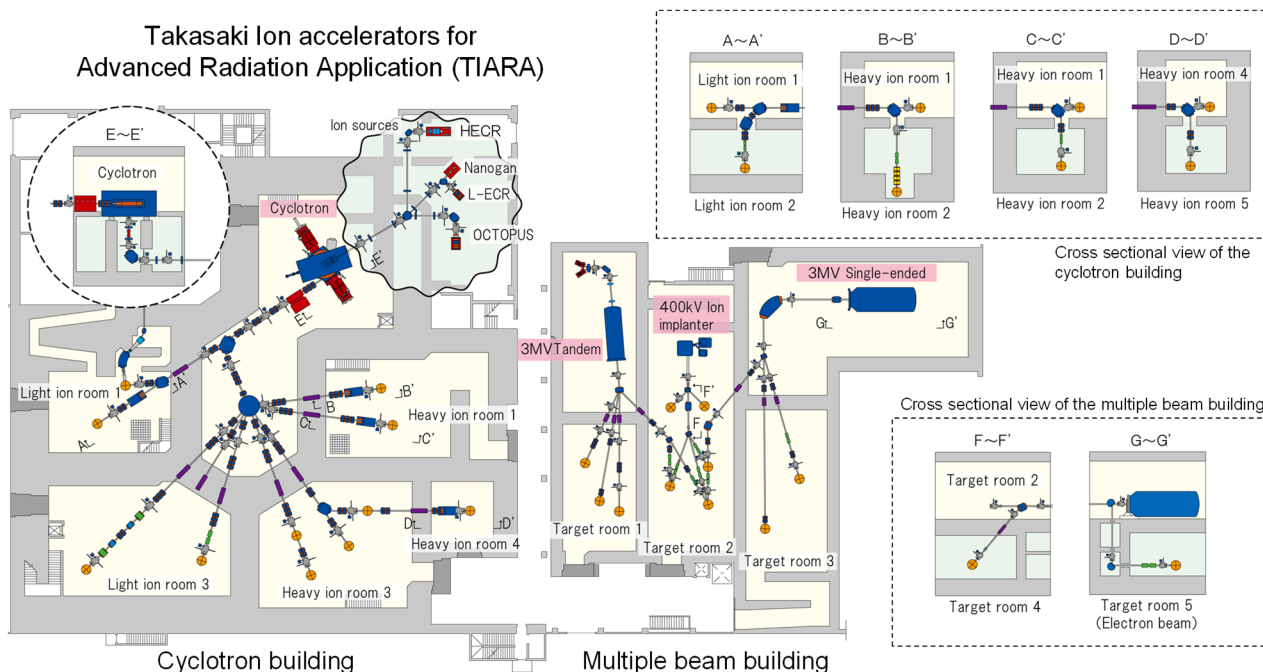 Takasaki Ion accelerators for
Advanced Radiation Application (TIARA)
E～E'
Cyclotron
Ion sources
HECR
Nanogan
L-ECR
OCTOPUS
Cyclotron
E'
E
Light ion room 1
A'
A
B
B'
C
C'
Heavy ion room 1
D
D'
Heavy ion room 4
Light ion room 3
Heavy ion room 3
Cyclotron building
3MV Tandem
400kV Ion
implanter
3MV Single-ended
G
G'
F'
F
Target room 1
Target room 2
Target room 3
Multiple beam building
A～A'
Light ion room 1
Light ion room 2
B～B'
Heavy ion room 1
Heavy ion room 2
C～C'
Heavy ion room 1
Heavy ion room 2
D～D'
Heavy ion room 4
Heavy ion room 5
Cross sectional view of the
cyclotron building
Cross sectional view of the multiple beam building
F～F'
Target room 2
Target room 4
G～G'
Target room 5
(Electron beam)